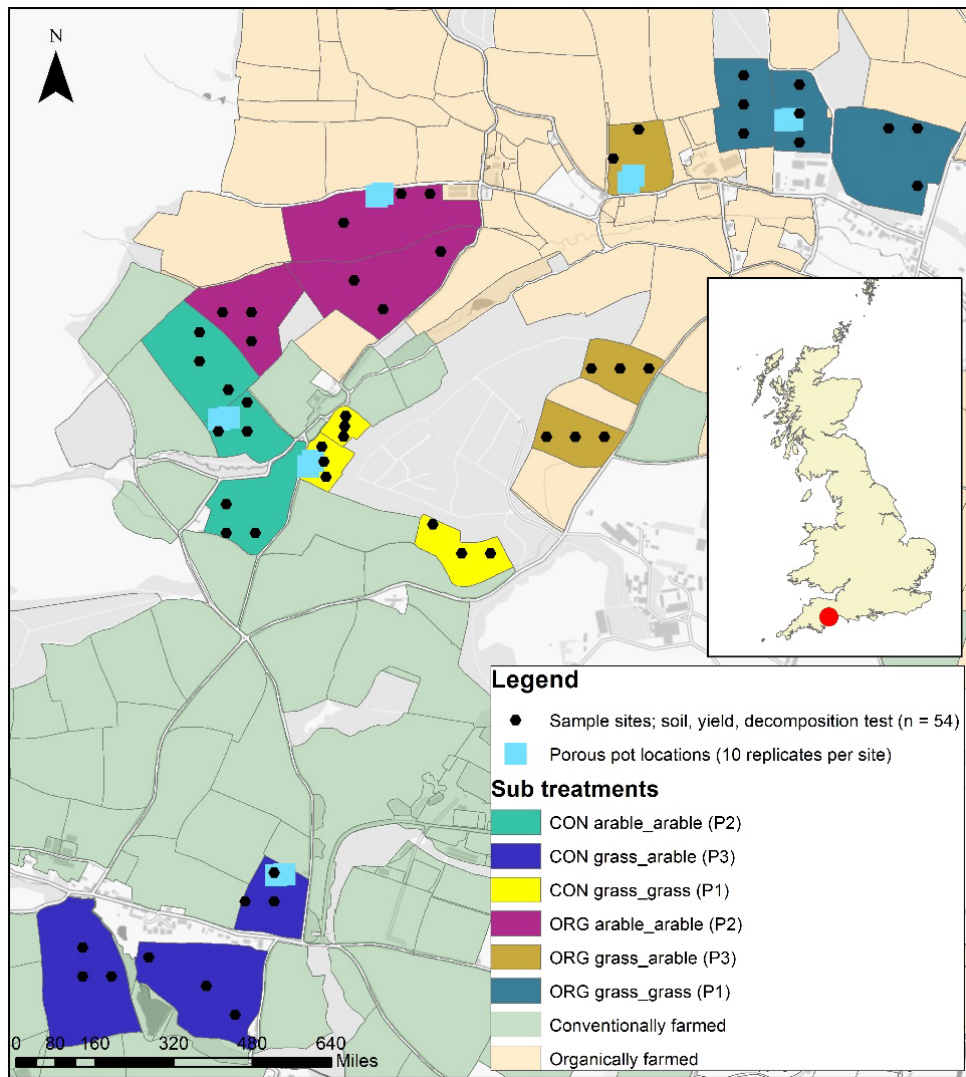 N
Legend
Sample sites; soil, yield, decomposition test (n = 54)
Porous pot locations (10 replicates per site)
Sub treatments
CON arable_arable (P2)
CON grass_arable (P3)
CON grass_grass (P1)
ORG arable_arable (P2)
ORG grass_arable (P3)
ORG grass_grass (P1)
Conventionally farmed
Organically farmed
0 80 160 320 480 640
Miles